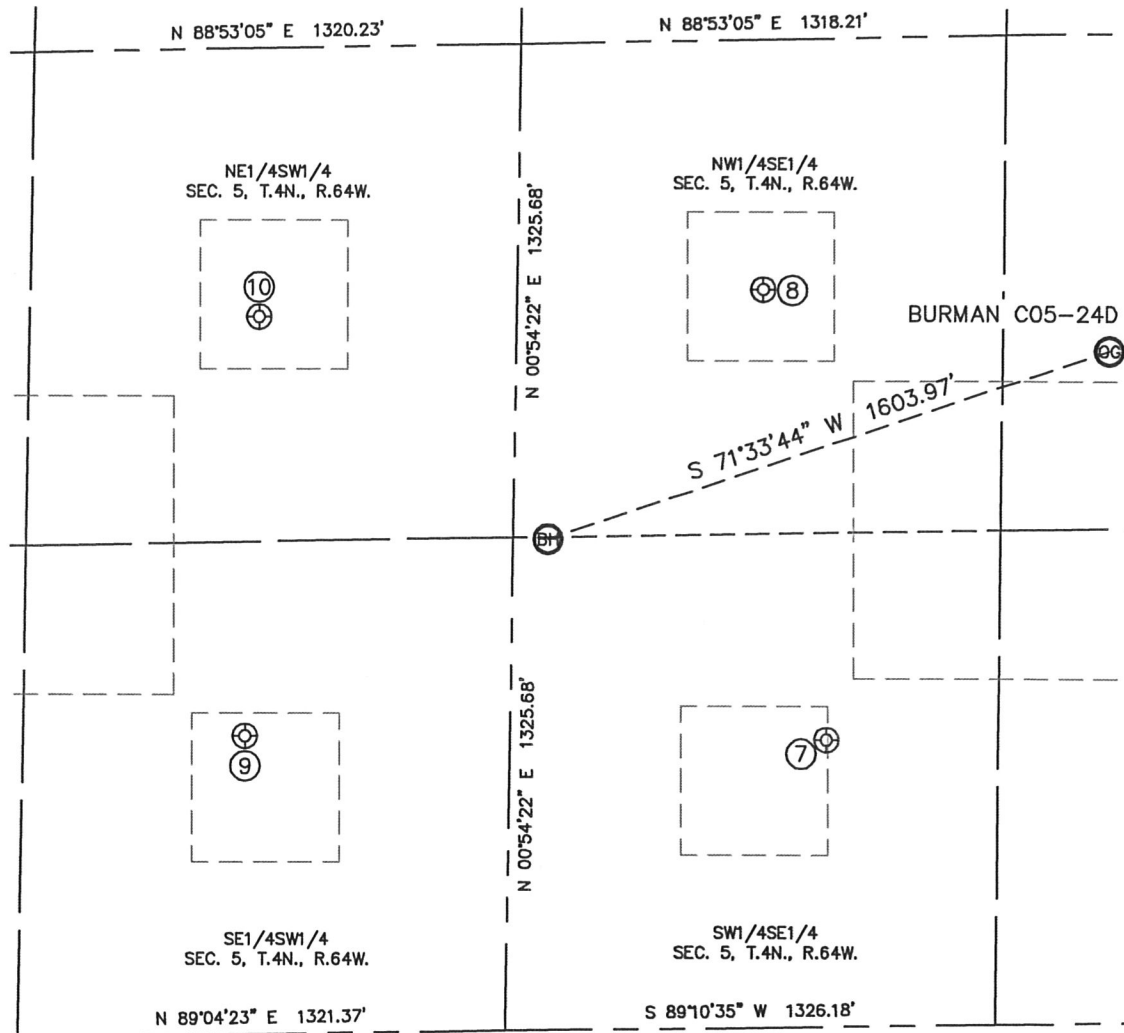 N 88°53'05" E 1320.23'
N 88°53'05" E 1318.21'
NE1/4SW1/4
SEC. 5, T.4N., R.64W.
NW1/4SE1/4
SEC. 5, T.4N., R.64W.
N 00°54'22" E 1325.68'
10
8
BURMAN C05-24D
OG
S 71°33'44" W 1603.97'
BH
N 00°54'22" E 1325.68'
9
7
SE1/4SW1/4
SEC. 5, T.4N., R.64W.
SW1/4SE1/4
SEC. 5, T.4N., R.64W.
N 89°04'23" E 1321.37'
S 89°10'35" W 1326.18'